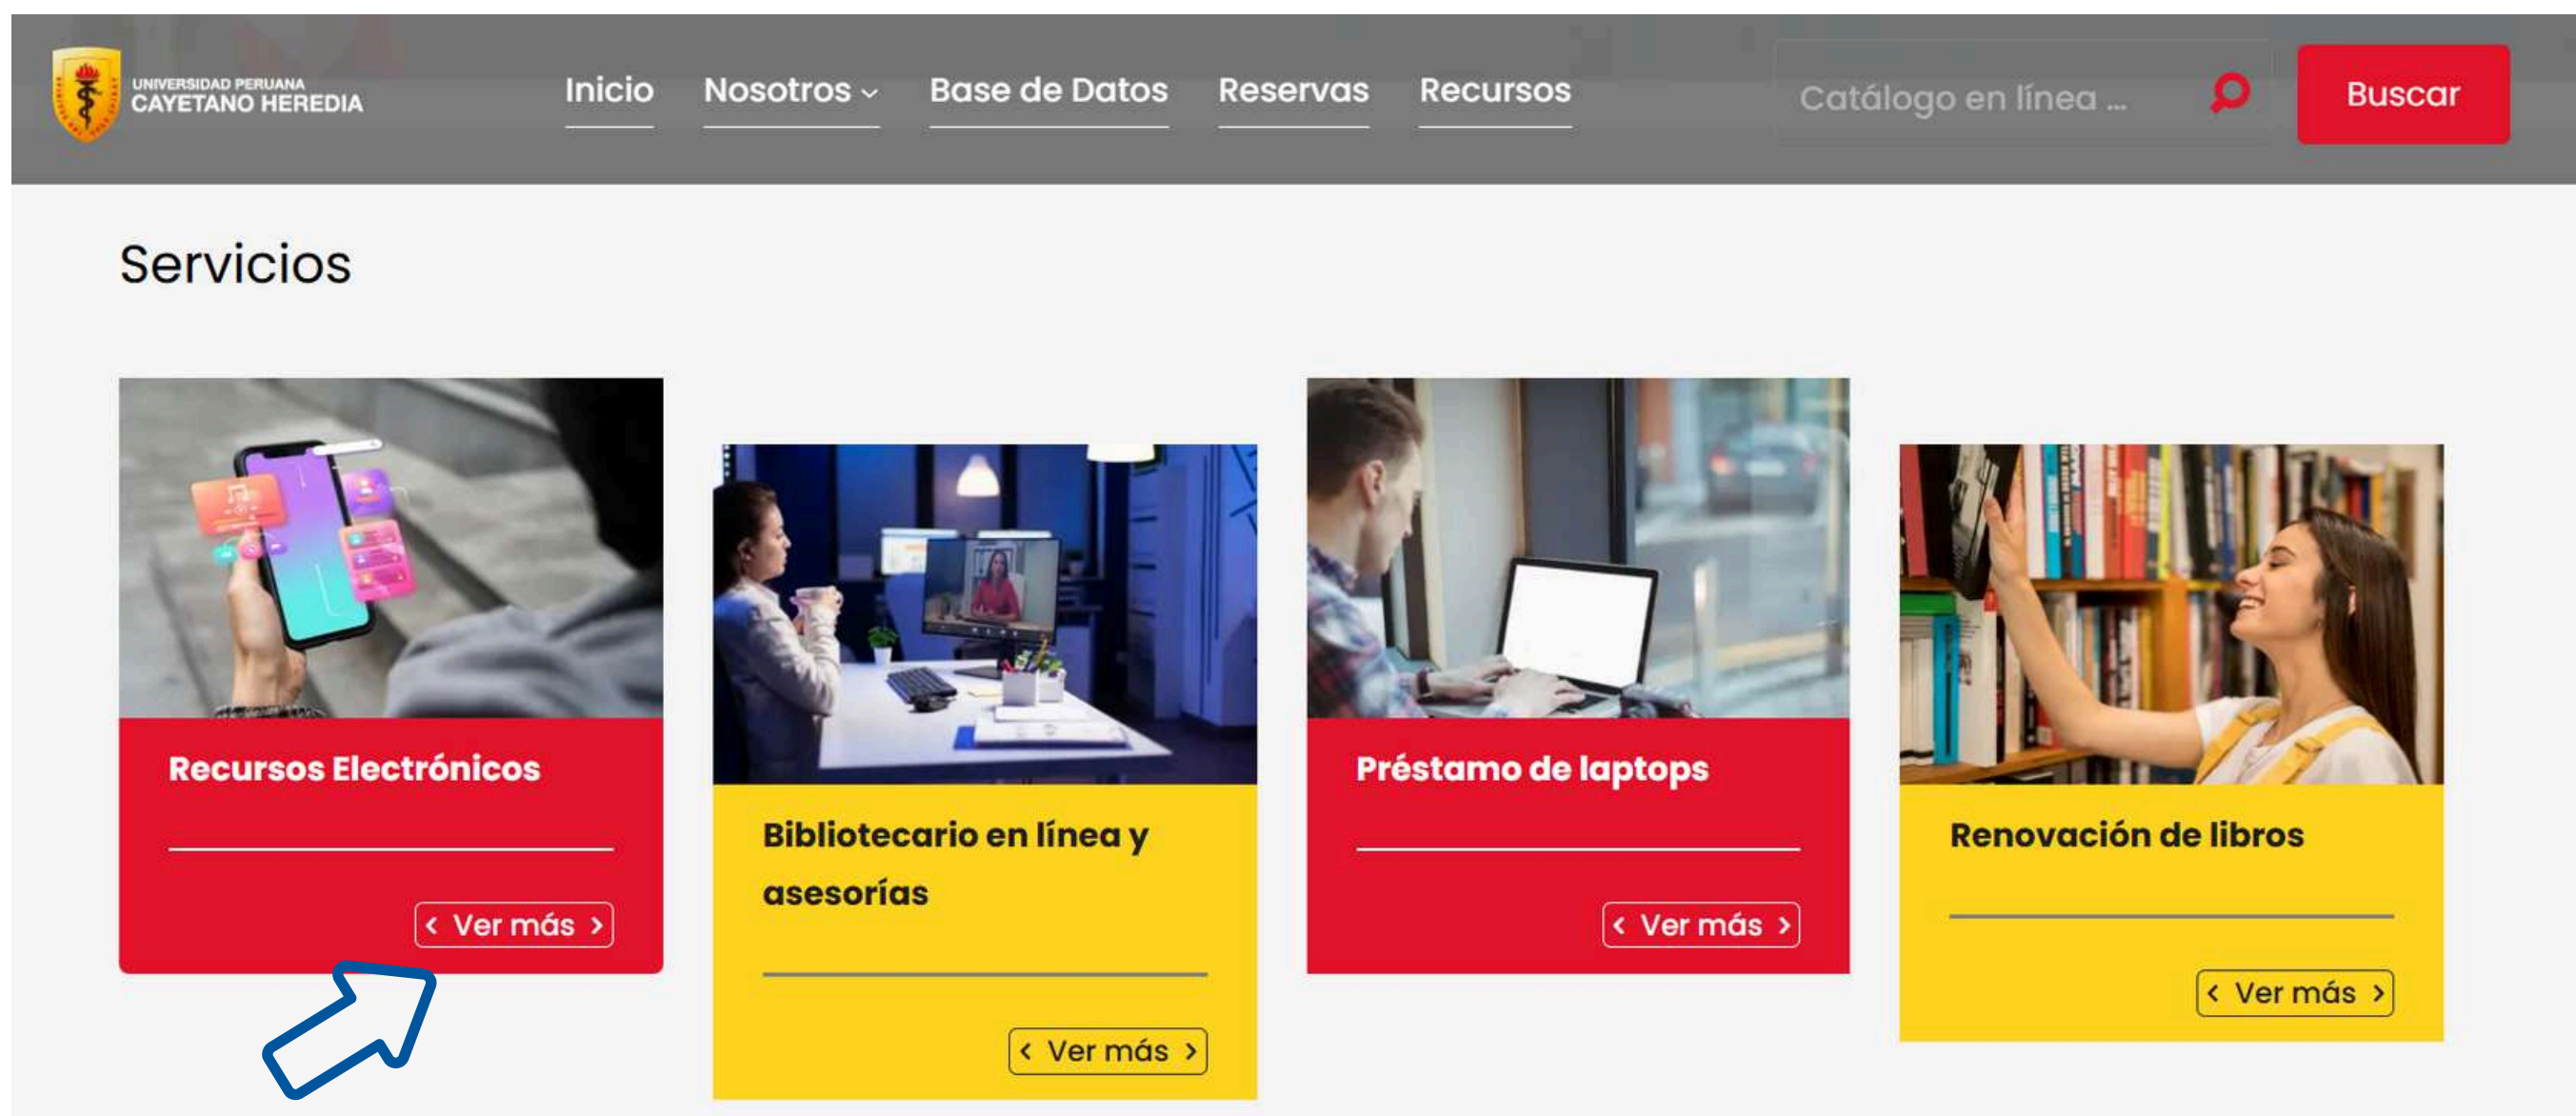 UNIVERSIDAD PERUANA
CAYETANO HEREDIA
Inicio
Nosotros
Base de Datos
Reservas
Recursos
Catálogo en línea ...
Buscar
Servicios
Recursos Electrónicos
‹ Ver más ›
Bibliotecario en línea y
asesorías
‹ Ver más ›
Préstamo de laptops
‹ Ver más ›
Renovación de libros
‹ Ver más ›